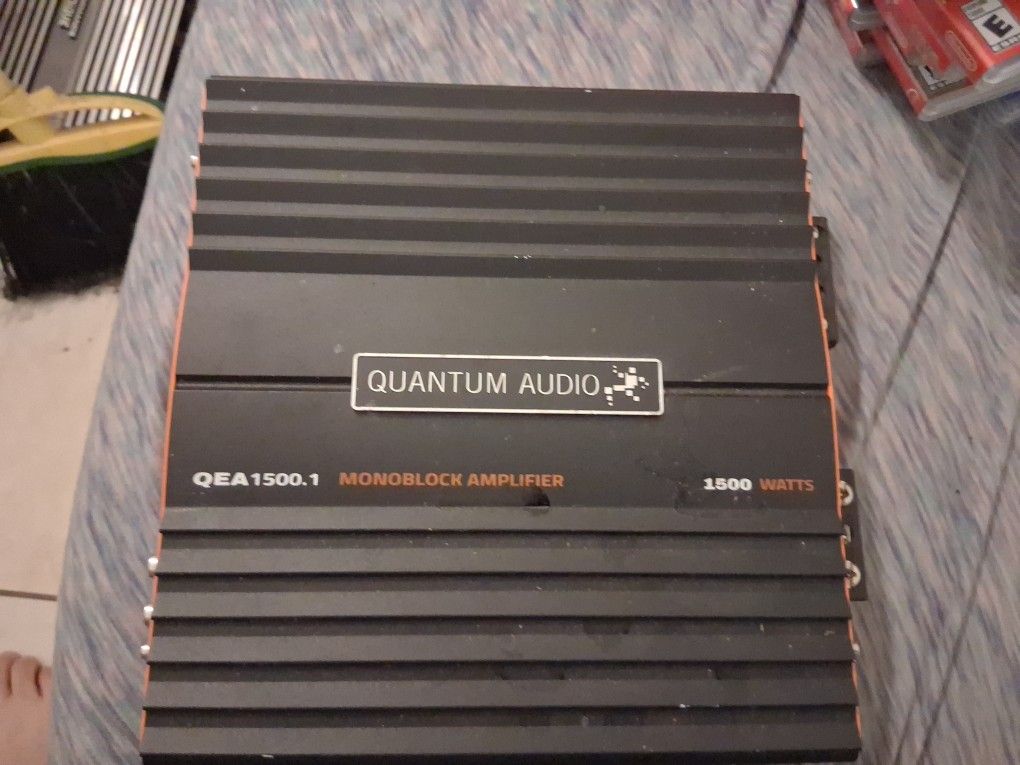 QUANTUM AUDIO
QEA1500.1 MONOBLOCK AMPLIFIER 1500 WATTS